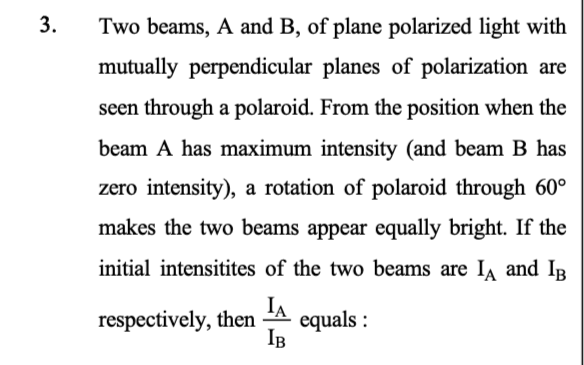 3. Two beams, A and B, of plane polarized light with
mutually perpendicular planes of polarization are
seen through a polaroid. From the position when the
beam A has maximum intensity (and beam B has
zero intensity), a rotation of polaroid through 60°
makes the two beams appear equally bright. If the
initial intensitites of the two beams are I_A and I_B
respectively, then I_A/I_B equals :